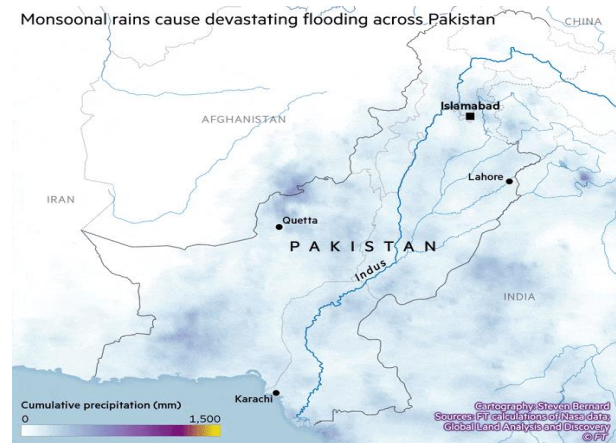 Monsoonal rains cause devastating flooding across Pakistan
CHINA
Islamabad
AFGHANISTAN
Lahore
IRAN
Quetta
PAKISTAN
Indus
INDIA
Karachi
Cumulative precipitation (mm)
0 1,500
Cartography: Steven Bernard
Sources: FT calculations of Nasa data;
Global Land Analysis and Discovery
© FT